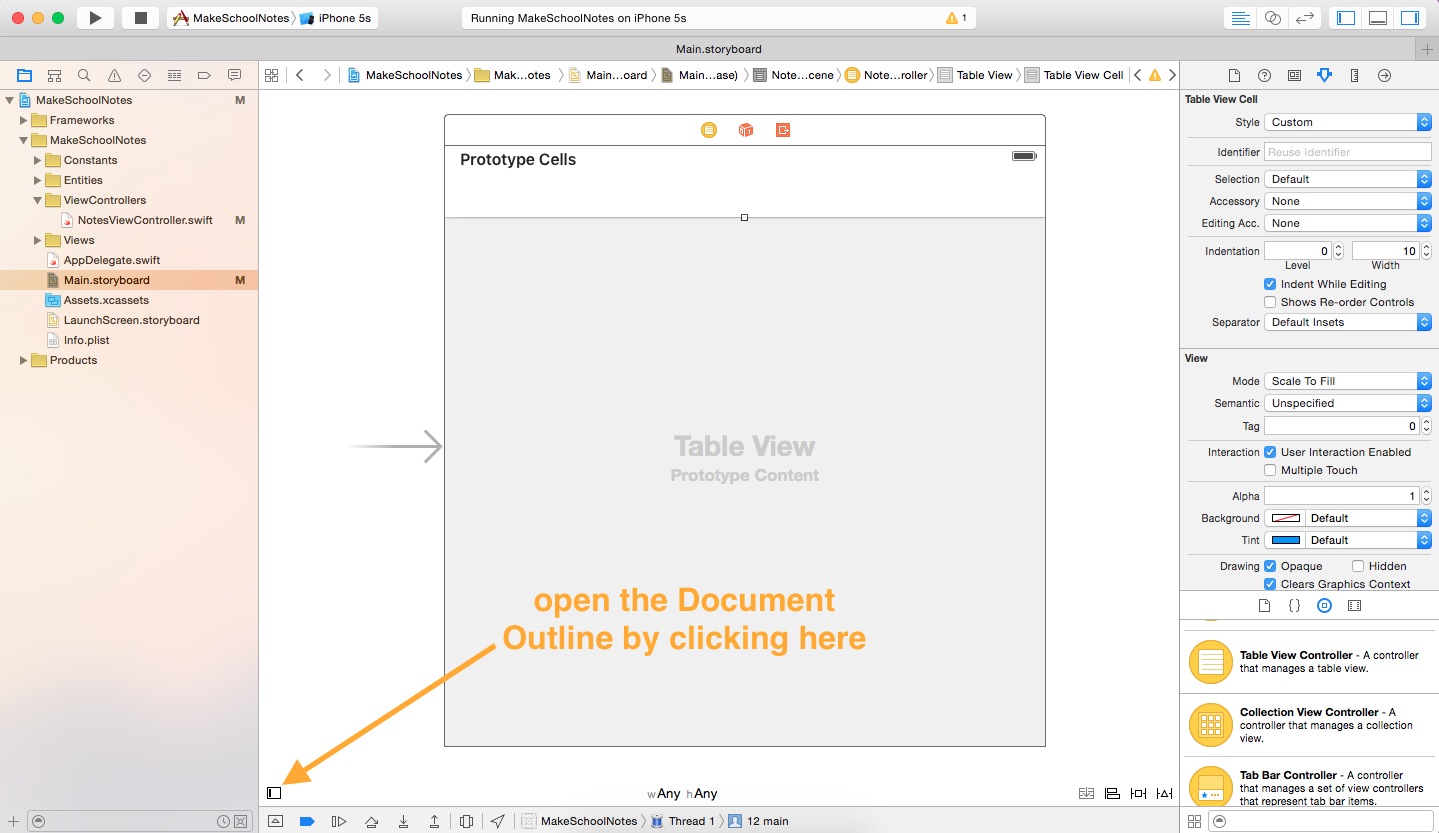 MakeSchoolNotes iPhone 5s
Running MakeSchoolNotes on iPhone 5s
1
Main.storyboard
MakeSchoolNotes Mak...otes Main...oard Main...ase) Note...cene Note...roller Table View Table View Cell
MakeSchoolNotes M
Frameworks
MakeSchoolNotes
Constants
Entities
ViewControllers
NotesViewController.swift M
Views
AppDelegate.swift
Main.storyboard M
Assets.xcassets
LaunchScreen.storyboard
Info.plist
Products
Prototype Cells
Table View
Prototype Content
open the Document
Outline by clicking here
wAny hAny
MakeSchoolNotes Thread 1 12 main
Table View Cell
Style Custom
Identifier Reuse Identifier
Selection Default
Accessory None
Editing Acc. None
Indentation 0 10
Level Width
Indent While Editing
Shows Re-order Controls
Separator Default Insets
View
Mode Scale To Fill
Semantic Unspecified
Tag 0
Interaction User Interaction Enabled
Multiple Touch
Alpha 1
Background Default
Tint Default
Drawing Opaque Hidden
Clears Graphics Context
{ }
Table View Controller - A controller
that manages a table view.
Collection View Controller - A
controller that manages a collection
view.
Tab Bar Controller - A controller
that manages a set of view controllers
that represent tab bar items.